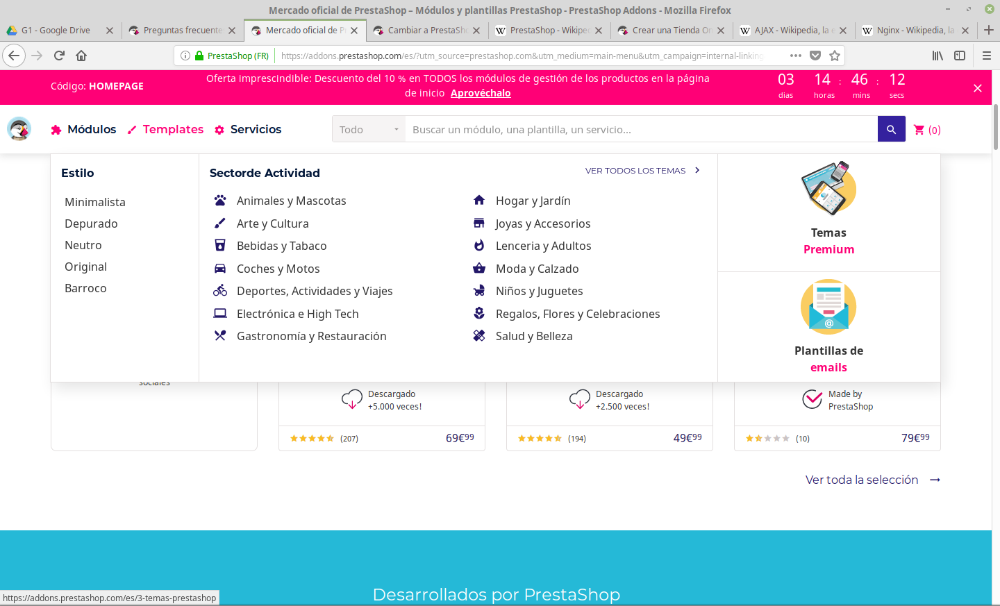 Mercado oficial de PrestaShop – Módulos y plantillas PrestaShop - PrestaShop Addons - Mozilla Firefox
G1 - Google Drive
Preguntas frecuente
Mercado oficial de P
Cambiar a PrestaSh
PrestaShop - Wikipe
Crear una Tienda On
AJAX - Wikipedia, la e
Nginx - Wikipedia, la
PrestaShop (FR)
https://addons.prestashop.com/es/?utm_source=prestashop.com&utm_medium=main-menu&utm_campaign=internal-linking
Código: HOMEPAGE
Oferta imprescindible: Descuento del 10 % en TODOS los módulos de gestión de los productos en la página
de inicio Aprovéchalo
03 14 : 46 : 12
dias horas mins secs
Módulos
Templates
Servicios
Todo
Buscar un módulo, una plantilla, un servicio...
(0)
Estilo
Minimalista
Depurado
Neutro
Original
Barroco
Sectorde Actividad
VER TODOS LOS TEMAS
Animales y Mascotas
Arte y Cultura
Bebidas y Tabaco
Coches y Motos
Deportes, Actividades y Viajes
Electrónica e High Tech
Gastronomía y Restauración
Hogar y Jardín
Joyas y Accesorios
Lenceria y Adultos
Moda y Calzado
Niños y Juguetes
Regalos, Flores y Celebraciones
Salud y Belleza
Temas
Premium
@
Plantillas de
emails
sociales
Descargado
+5.000 veces!
(207)
69€99
Descargado
+2.500 veces!
(194)
49€99
Made by
PrestaShop
(10)
79€99
Ver toda la selección
Desarrollados por PrestaShop
https://addons.prestashop.com/es/3-temas-prestashop